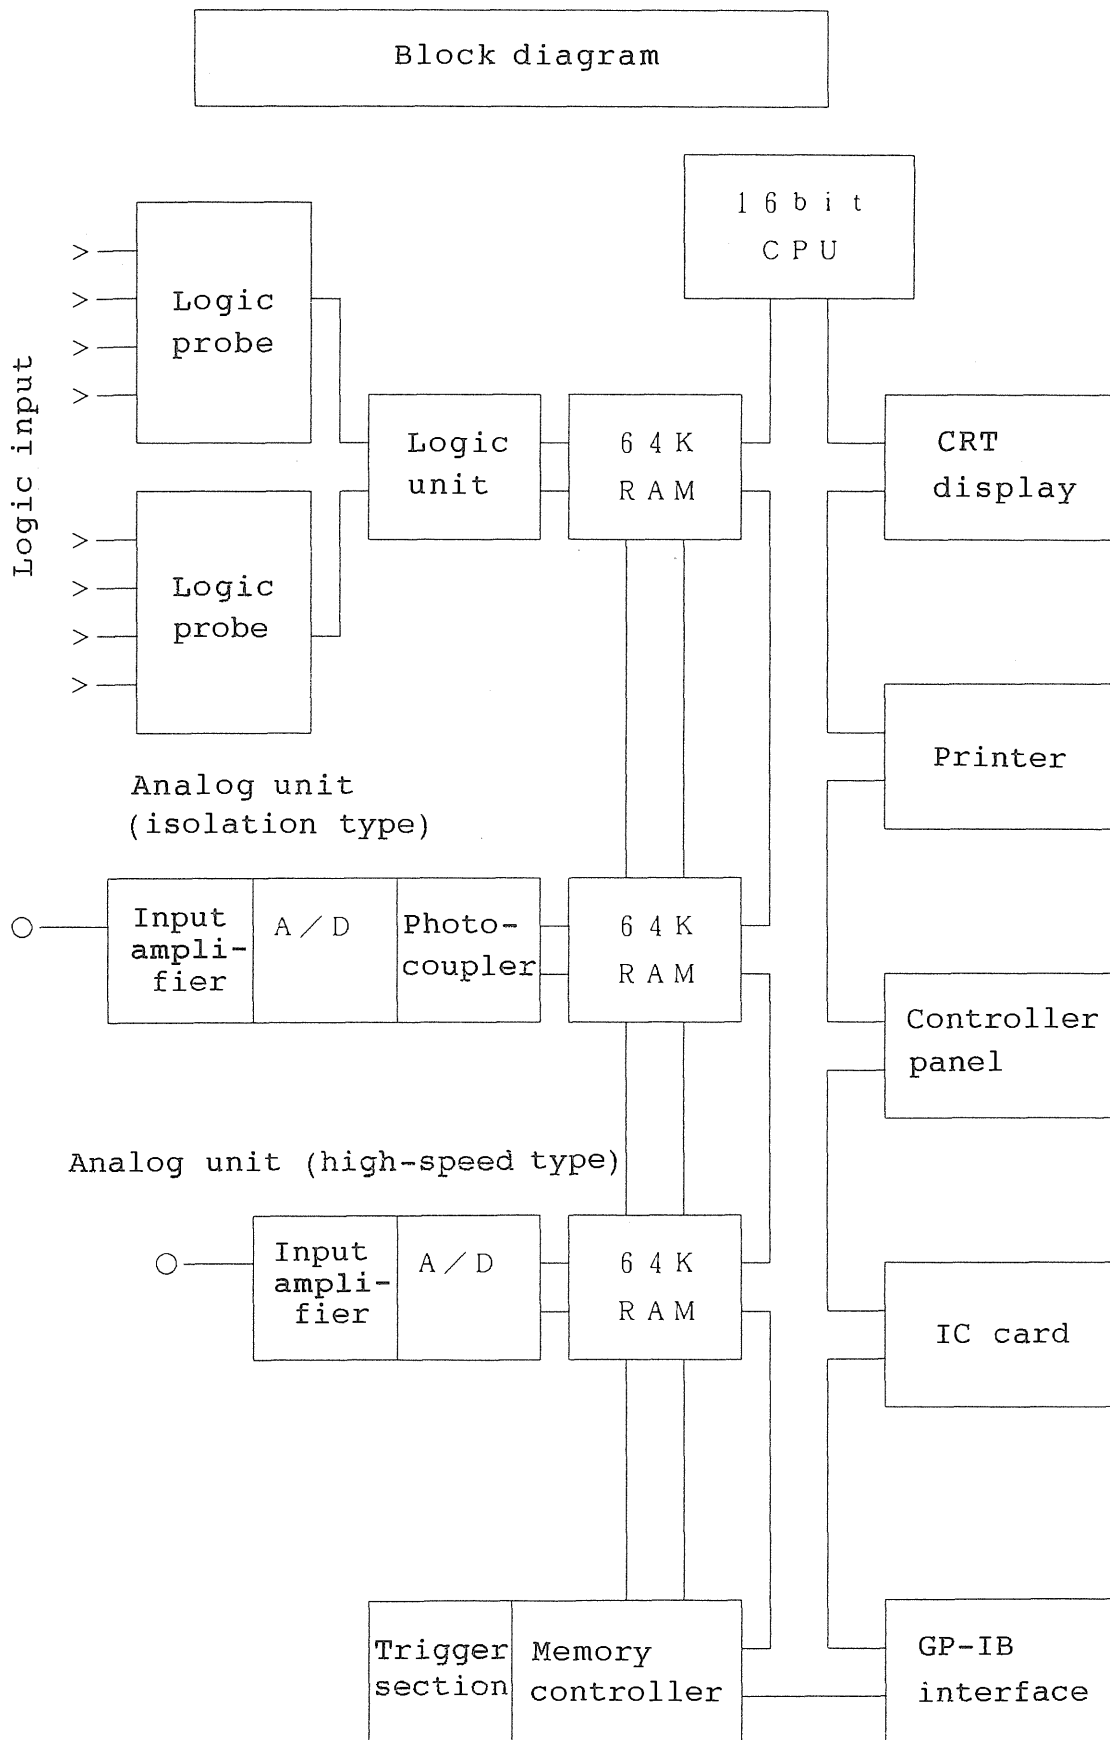 Block diagram
16bit
CPU
Logic input
>
>
>
>
Logic
probe
Logic
unit
64K
RAM
CRT
display
>
>
>
>
Logic
probe
Printer
Analog unit
(isolation type)
Input
ampli-
fier
A/D
Photo-
coupler
64K
RAM
Controller
panel
Analog unit (high-speed type)
Input
ampli-
fier
A/D
64K
RAM
IC card
Trigger
section
Memory
controller
GP-IB
interface